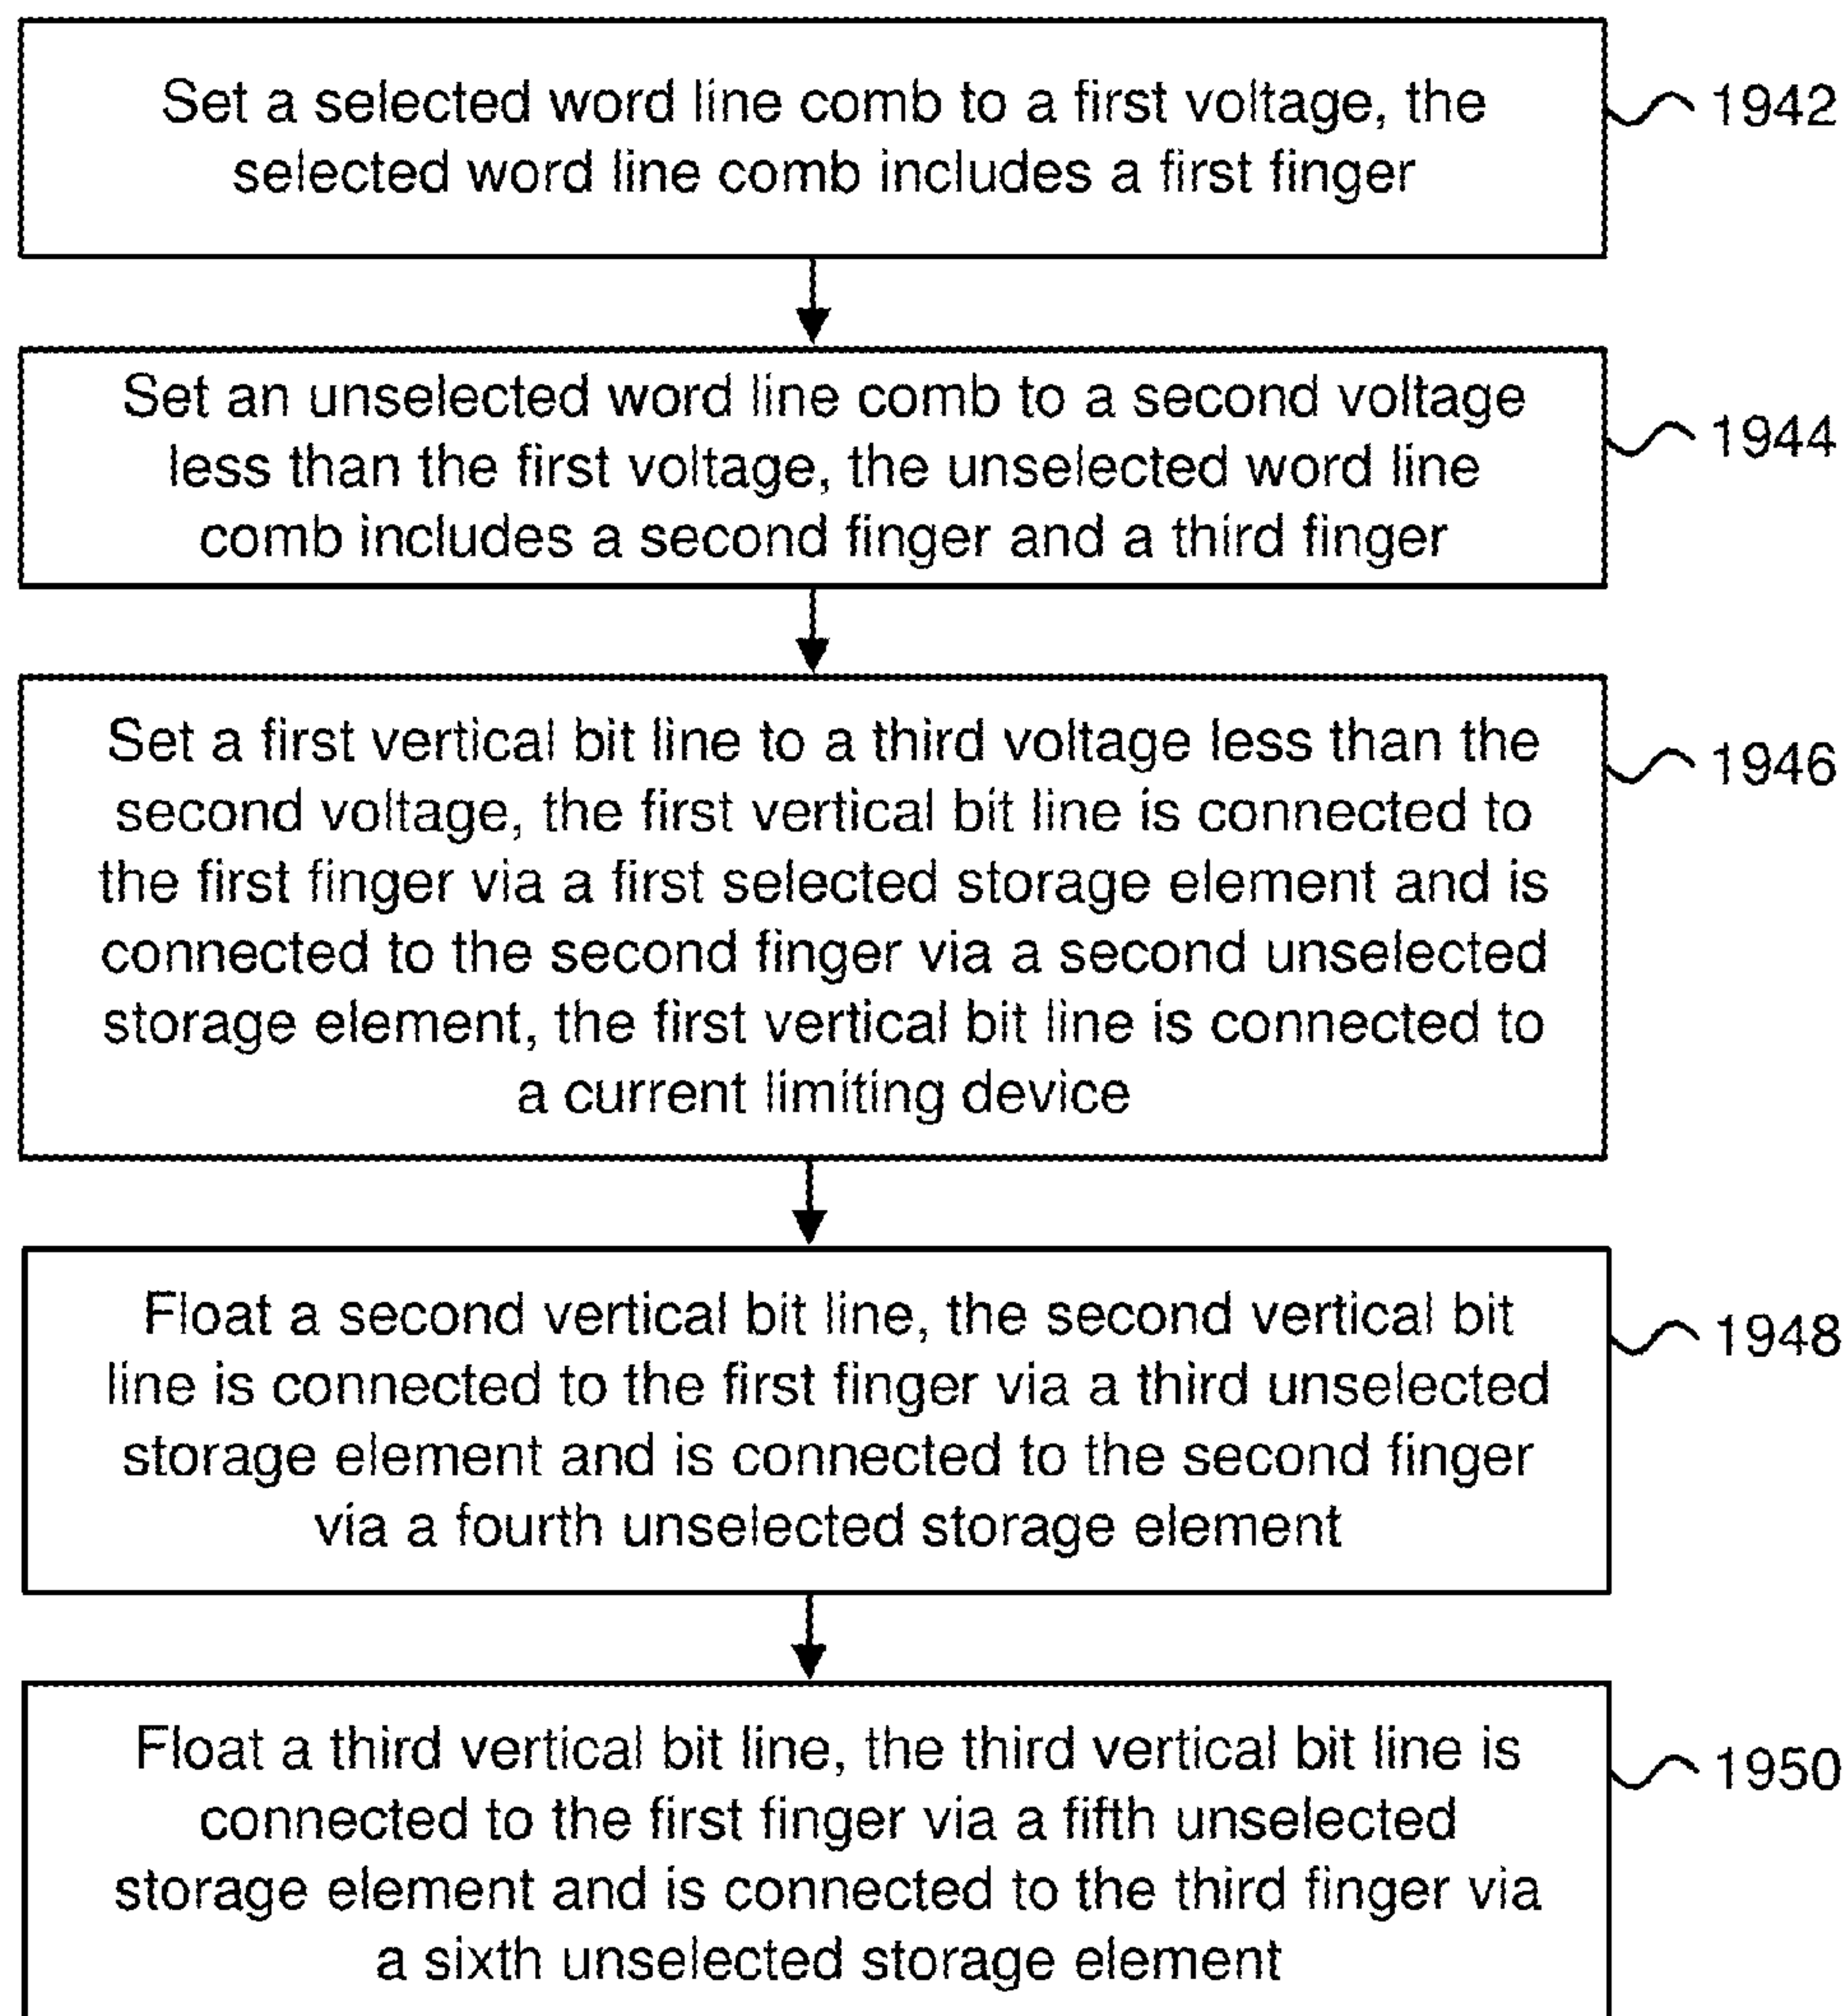 Set a selected word line comb to a first voltage, the
selected word line comb includes a first finger
1942
Set an unselected word line comb to a second voltage
less than the first voltage, the unselected word line
comb includes a second finger and a third finger
1944
Set a first vertical bit line to a third voltage less than the
second voltage, the first vertical bit line is connected to
the first finger via a first selected storage element and is
connected to the second finger via a second unselected
storage element, the first vertical bit line is connected to
a current limiting device
1946
Float a second vertical bit line, the second vertical bit
line is connected to the first finger via a third unselected
storage element and is connected to the second finger
via a fourth unselected storage element
1948
Float a third vertical bit line, the third vertical bit line is
connected to the first finger via a fifth unselected
storage element and is connected to the third finger via
a sixth unselected storage element
1950